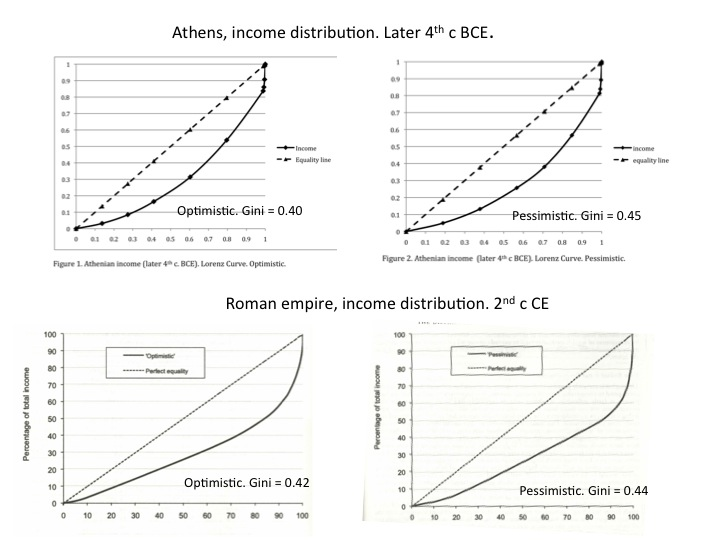 Athens, income distribution. Later 4th c BCE.
1
0.9
0.8
0.7
0.6
0.5
0.4
0.3
0.2
0.1
0
0 0.1 0.2 0.3 0.4 0.5 0.6 0.7 0.8 0.9 1
Income
Equality line
Optimistic. Gini = 0.40
Figure 1. Athenian income (later 4th c. BCE). Lorenz Curve. Optimistic.
1
0.9
0.8
0.7
0.6
0.5
0.4
0.3
0.2
0.1
0
0 0.1 0.2 0.3 0.4 0.5 0.6 0.7 0.8 0.9 1
income
equality line
Pessimistic. Gini = 0.45
Figure 2. Athenian income (later 4th c BCE). Lorenz Curve. Pessimistic.
Roman empire, income distribution. 2nd c CE
Percentage of total income
100
90
80
70
60
50
40
30
20
10
0
0 10 20 30 40 50 60 70 80 90 100
'Optimistic'
Perfect equality
Optimistic. Gini = 0.42
Percentage of total income
100
90
80
70
60
50
40
30
20
10
0
0 10 20 30 40 50 60 70 80 90 100
'Pessimistic'
Perfect equality
Pessimistic. Gini = 0.44